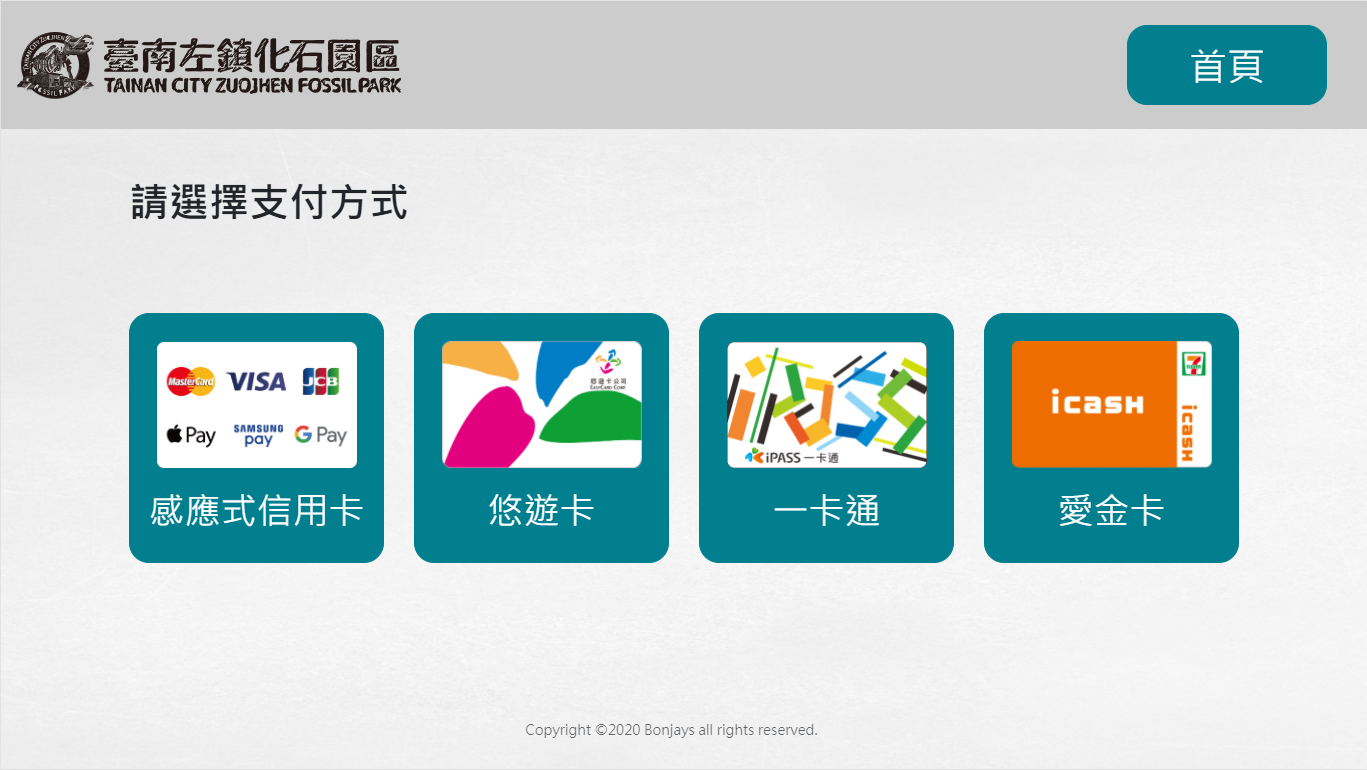 臺南左鎮化石園區
TAINAN CITY ZUOJHEN FOSSIL PARK
首頁
請選擇支付方式
MasterCard VISA JCB
Pay SAMSUNG pay G Pay
感應式信用卡
悠遊卡公司
EASYCARD CORP.
悠遊卡
iPASS 一卡通
一卡通
icash
7
ELEVEN
icash
愛金卡
Copyright ©2020 Bonjays all rights reserved.